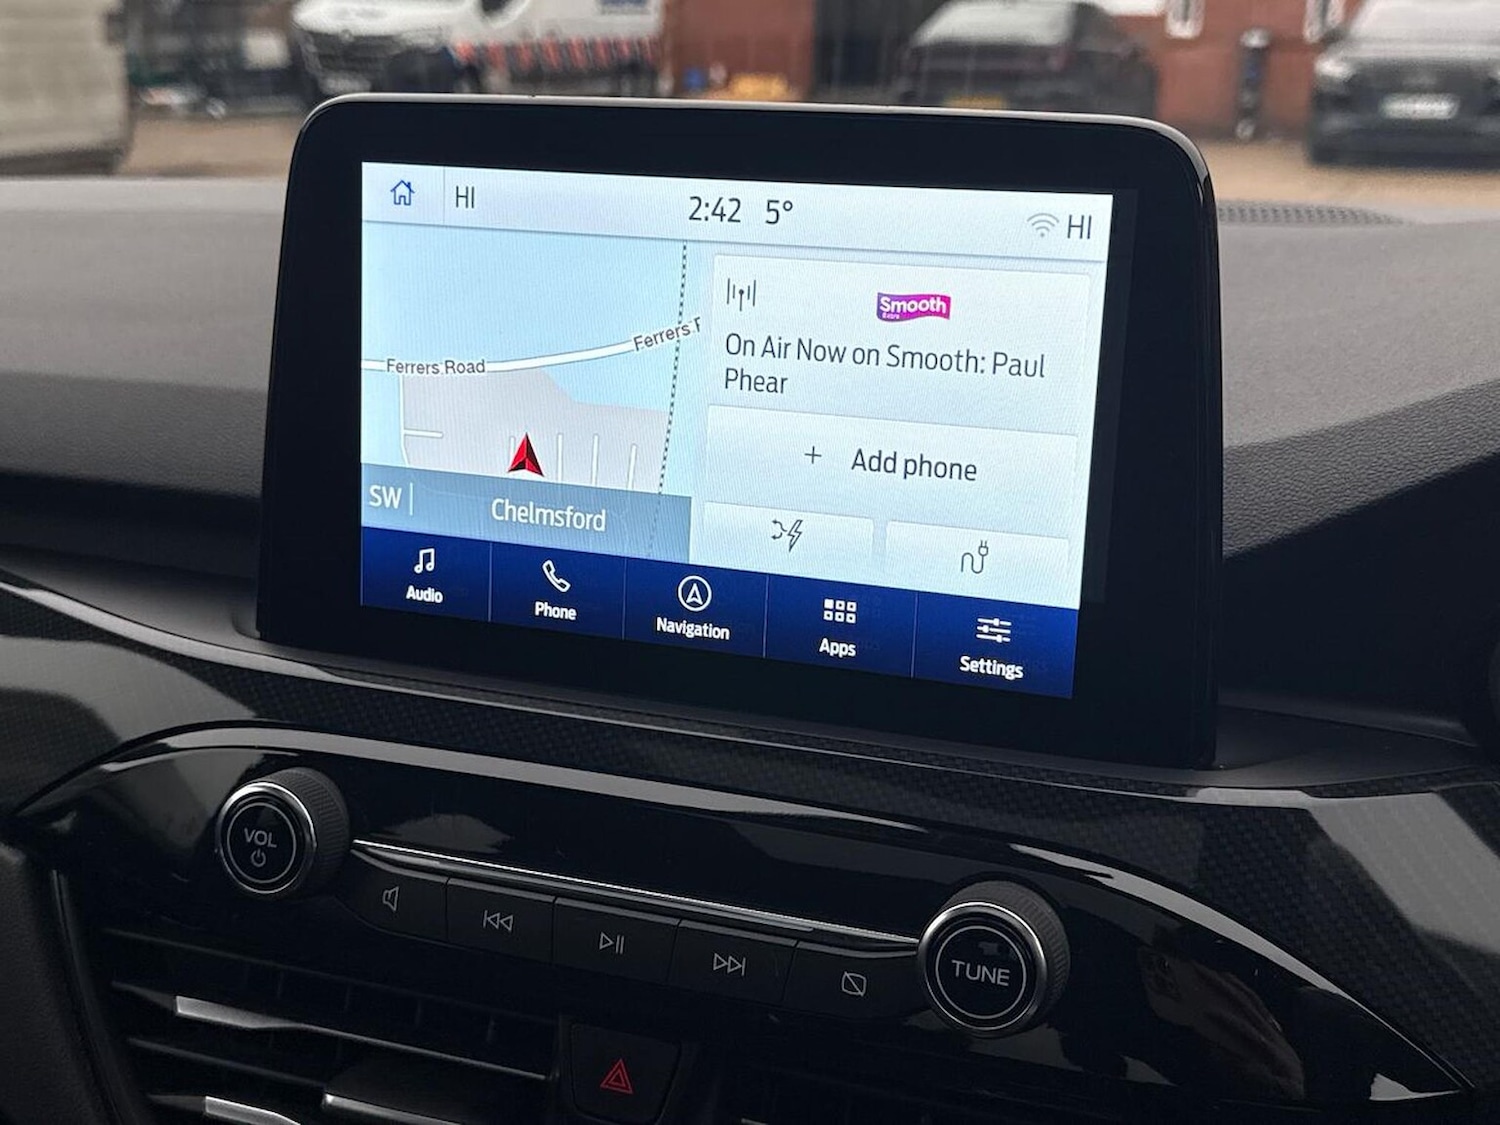 HI
2:42 5°
HI
Smooth
Extra
On Air Now on Smooth: Paul
Phear
Ferrers Road
Ferrers R
+ Add phone
SW
Chelmsford
Audio
Phone
Navigation
Apps
Settings
VOL
TUNE